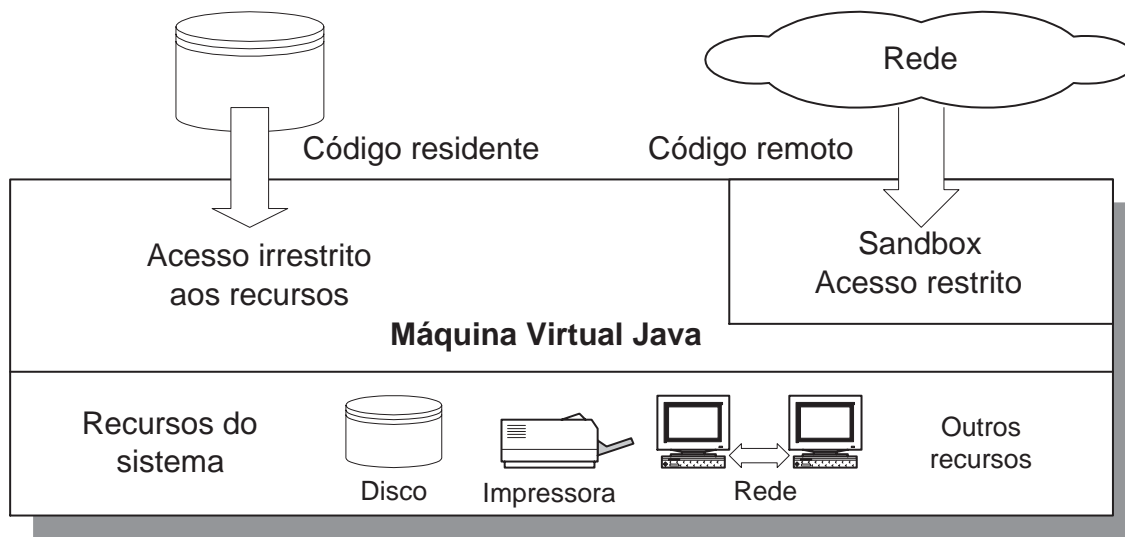 Rede
Código residente
Código remoto
Acesso irrestrito
aos recursos
Sandbox
Acesso restrito
Máquina Virtual Java
Recursos do
sistema
Disco
Impressora
Rede
Outros
recursos